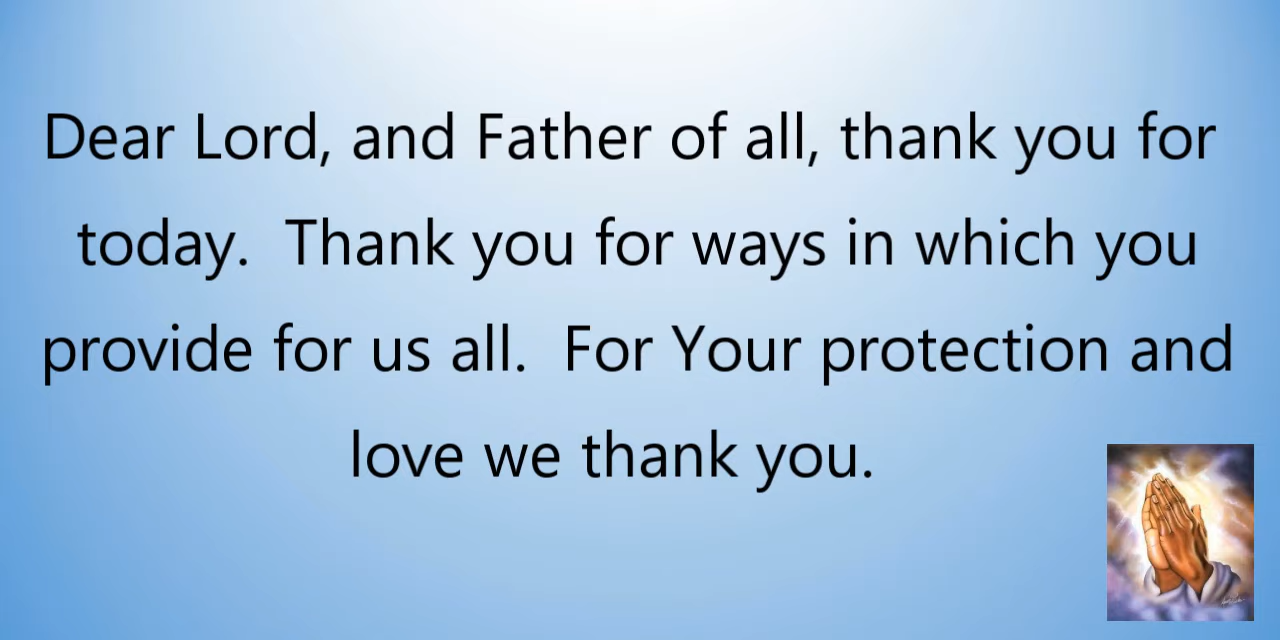 Dear Lord, and Father of all, thank you for
today.  Thank you for ways in which you
provide for us all.  For Your protection and
love we thank you.